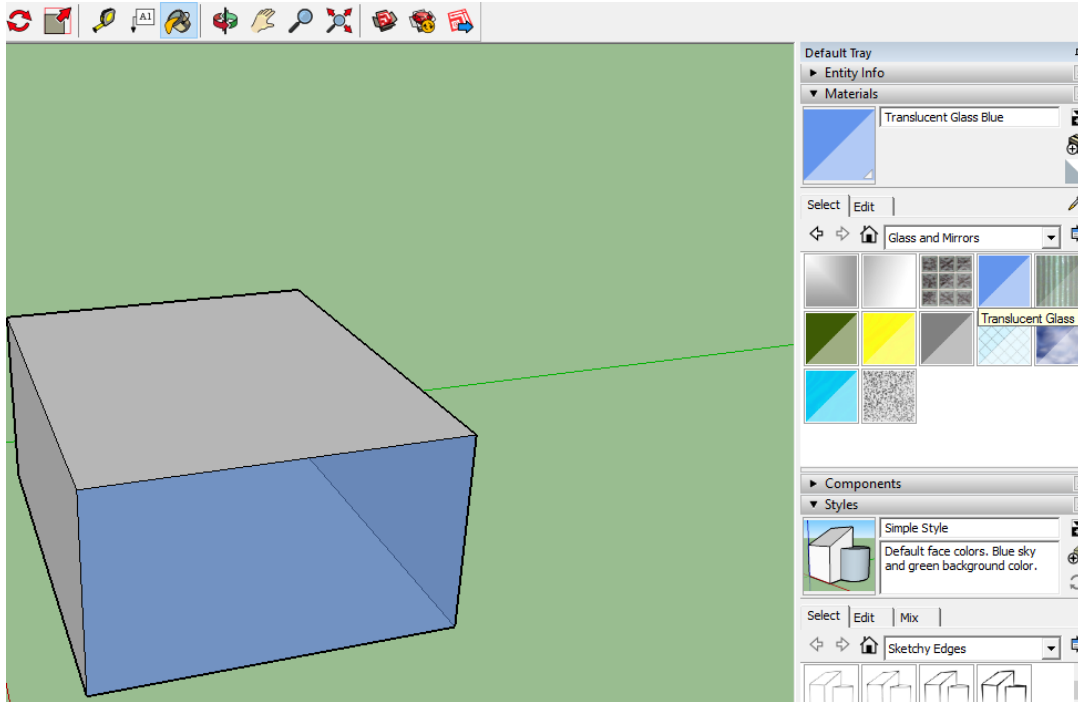 A1
Default Tray
Entity Info
Materials
Translucent Glass Blue
Select Edit
Glass and Mirrors
Translucent Glass
Components
Styles
Simple Style
Default face colors. Blue sky
and green background color.
Select Edit Mix
Sketchy Edges